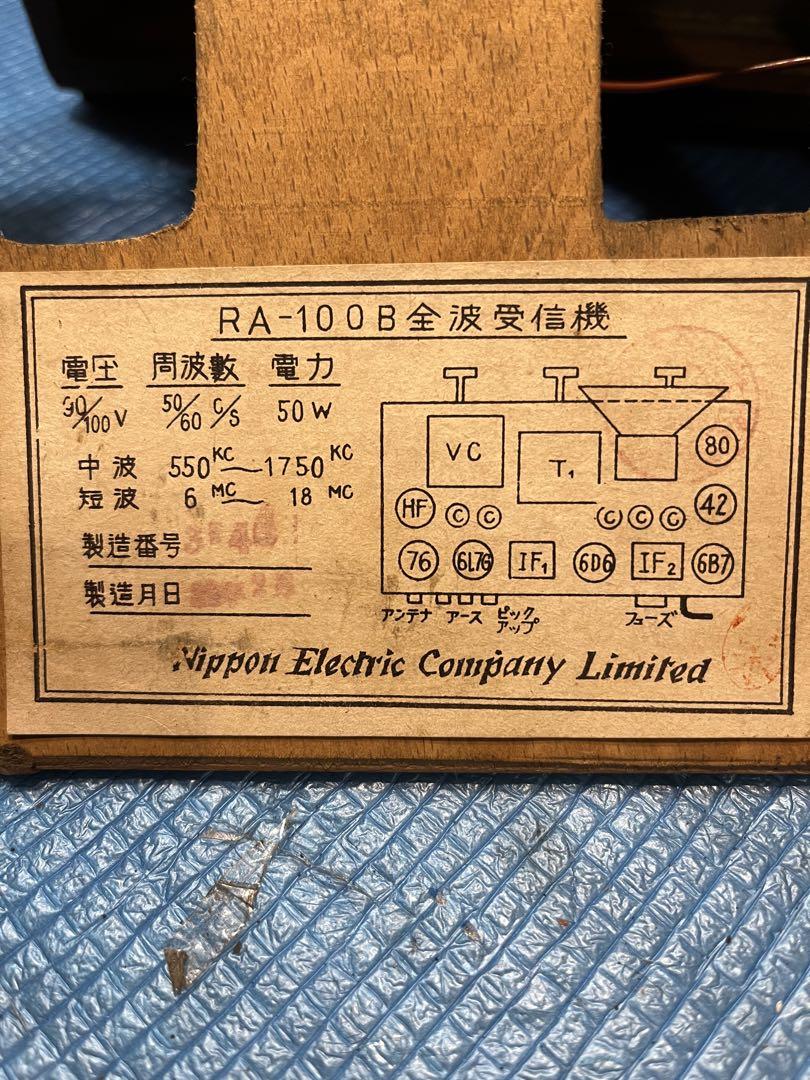 RA-100B全波受信機
電圧 周波數 電力
90/100V 50/60 C/S 50W
中波 550KC〜1750KC
短波 6MC〜18MC
製造番号
製造月日
VC
T1
80
HF C C C C C 42
76 6L7G IF1 6D6 IF2 6B7
アンテナ アース ピックアップ フューズ
Nippon Electric Company Limited